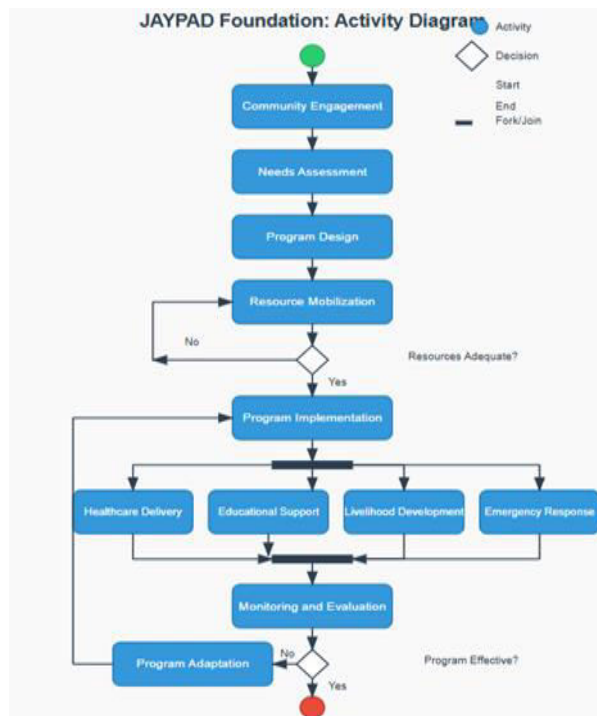 JAYPAD Foundation: Activity Diagram
Activity
Decision
Start
End
Fork/Join
Community Engagement
Needs Assessment
Program Design
Resource Mobilization
No
Resources Adequate?
Yes
Program Implementation
Healthcare Delivery
Educational Support
Livelihood Development
Emergency Response
Monitoring and Evaluation
Program Adaptation
No
Program Effective?
Yes